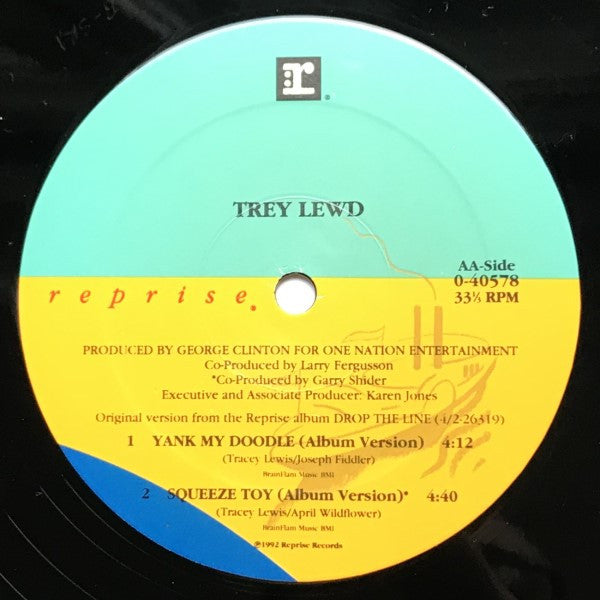 r
TREY LEWD
AA-Side
0-40578
33⅓ RPM
reprise.
PRODUCED BY GEORGE CLINTON FOR ONE NATION ENTERTAINMENT
Co-Produced by Larry Fergusson
*Co-Produced by Garry Shider
Executive and Associate Producer: Karen Jones
Original version from the Reprise album DROP THE LINE (4/2-26319)
1 YANK MY DOODLE (Album Version) 4:12
(Tracey Lewis/Joseph Fiddler)
BrainFlam Music BMI
2 SQUEEZE TOY (Album Version)* 4:40
(Tracey Lewis/April Wildflower)
BrainFlam Music BMI
℗1992 Reprise Records